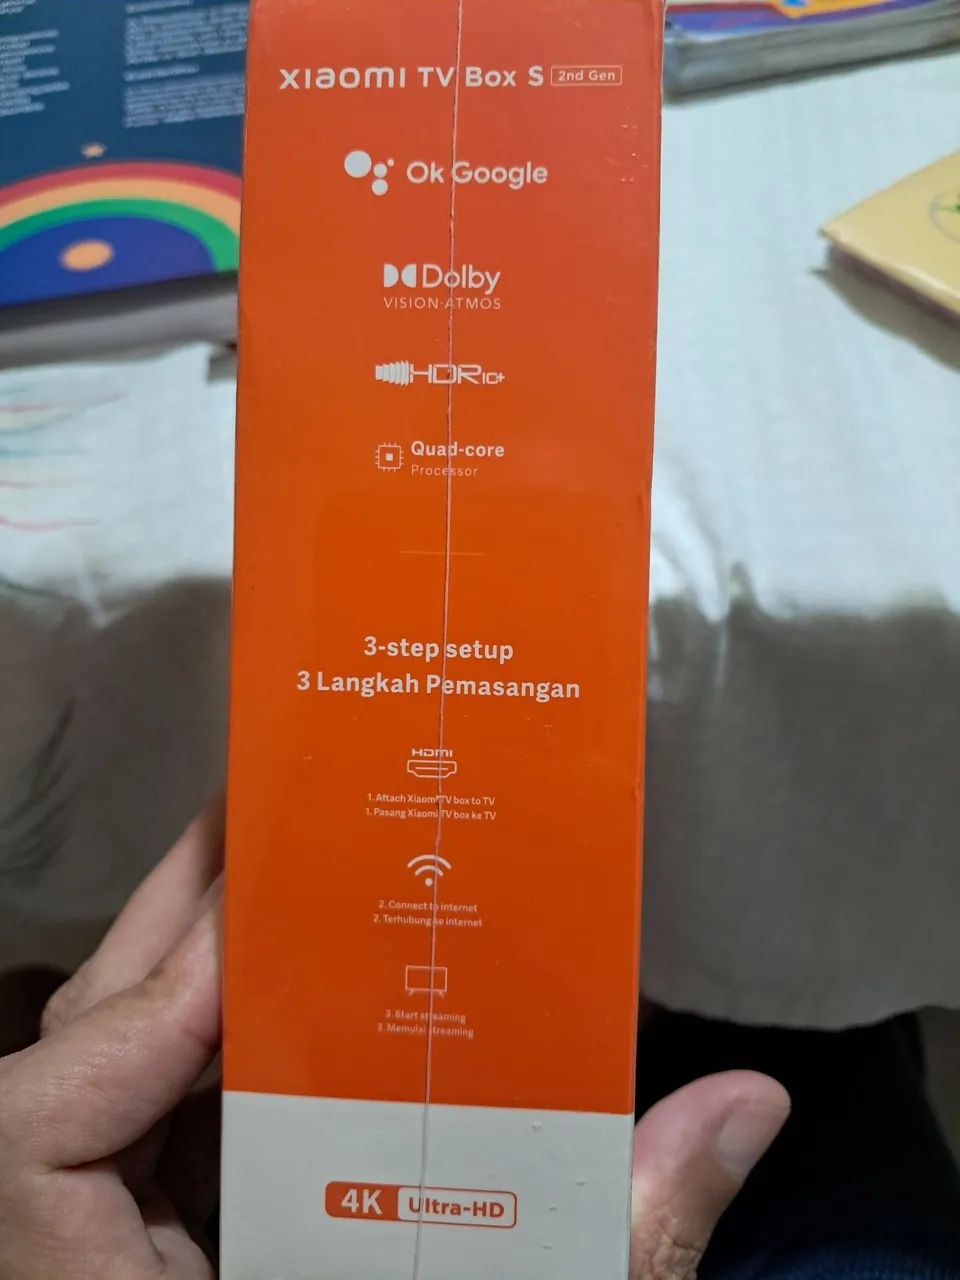 xiaomi TV Box S 2nd Gen
Ok Google
Dolby
VISION·ATMOS
HDR10+
Quad-core
Processor
3-step setup
3 Langkah Pemasangan
HDMI
1. Attach Xiaomi TV box to TV
1. Pasang Xiaomi TV box ke TV
2. Connect to internet
2. Terhubung ke internet
3. Start streaming
3. Memulai streaming
4K Ultra-HD